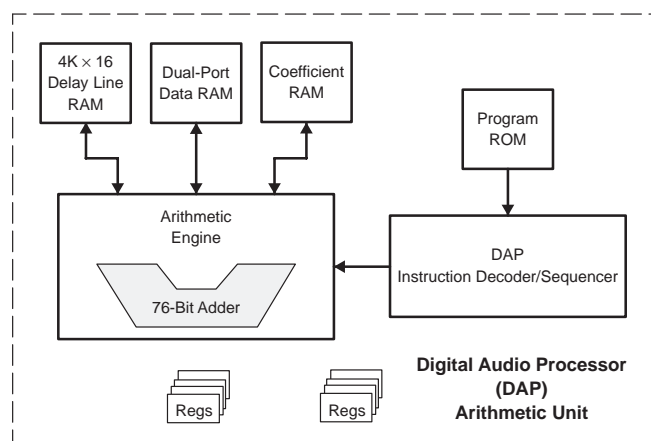 4K × 16
Delay Line
RAM
Dual-Port
Data RAM
Coefficient
RAM
Program
ROM
Arithmetic
Engine
76-Bit Adder
DAP
Instruction Decoder/Sequencer
Regs
Regs
Digital Audio Processor
(DAP)
Arithmetic Unit